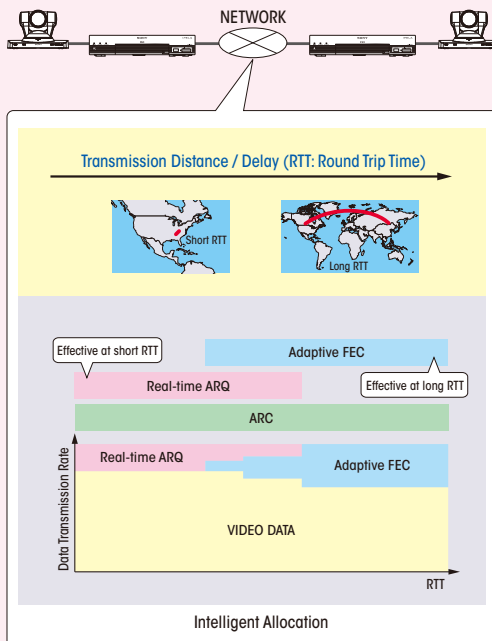 NETWORK
SONY
SONY
Transmission Distance / Delay (RTT: Round Trip Time)
Short RTT
Long RTT
Effective at short RTT
Adaptive FEC
Real-time ARQ
Effective at long RTT
ARC
Real-time ARQ
Adaptive FEC
Data Transmission Rate
VIDEO DATA
RTT
Intelligent Allocation